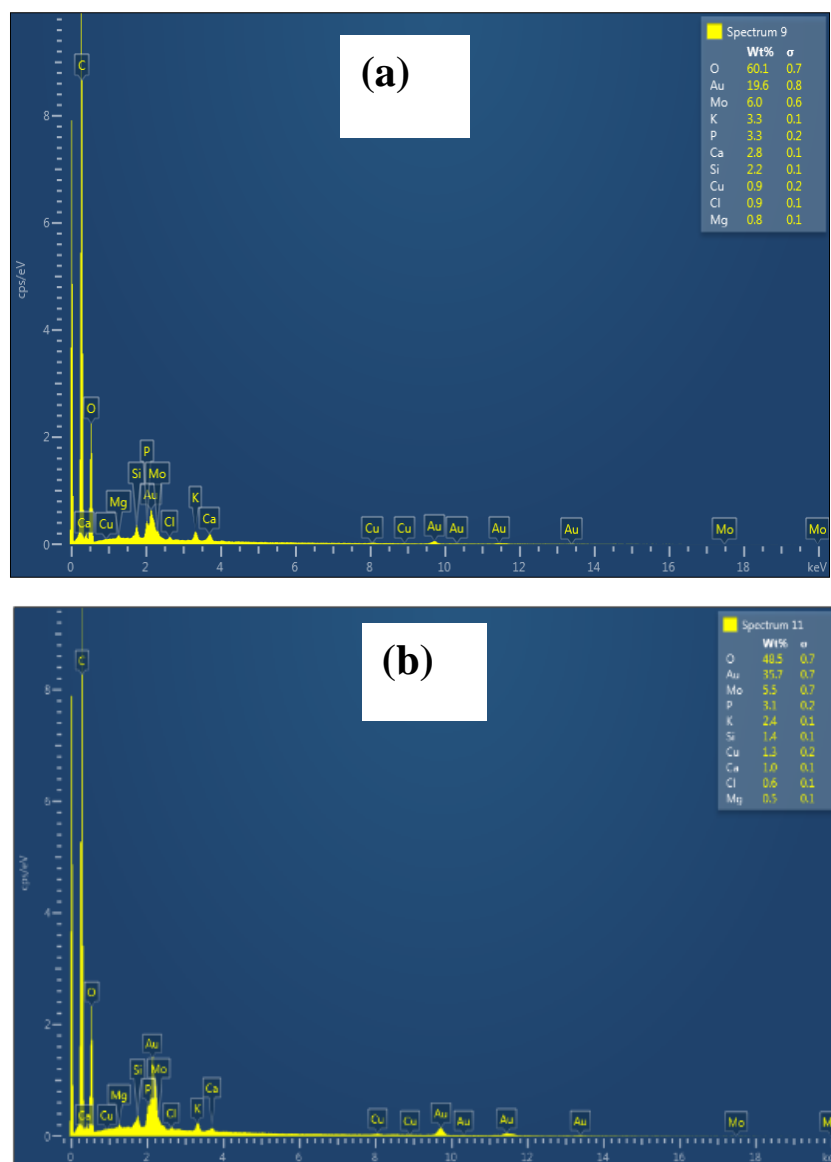 (a)
Spectrum 9
Wt% σ
O 60.1 0.7
Au 19.6 0.8
Mo 6.0 0.6
K 3.3 0.1
P 3.3 0.2
Ca 2.8 0.1
Si 2.2 0.1
Cu 0.9 0.2
Cl 0.9 0.1
Mg 0.8 0.1
C
8
6
cps/eV
4
O
2
P
Si Mo
Mg Au K
Ca Cu Cl Ca Cu Cu Au Au Au Au Mo Mo
0
0 2 4 6 8 10 12 14 16 18 keV
(b)
Spectrum 11
Wt% σ
O 48.5 0.7
Au 35.7 0.7
Mo 5.5 0.7
P 3.1 0.2
K 2.4 0.1
Si 1.4 0.1
Cu 1.3 0.2
Ca 1.0 0.1
Cl 0.6 0.1
Mg 0.5 0.1
C
8
6
cps/eV
4
O
2
Au
Si Mo
Mg P Ca
Ca Cu Cl K Cu Cu Au Au Au Au Mo M
0
0 2 4 6 8 10 12 14 16 18 ke